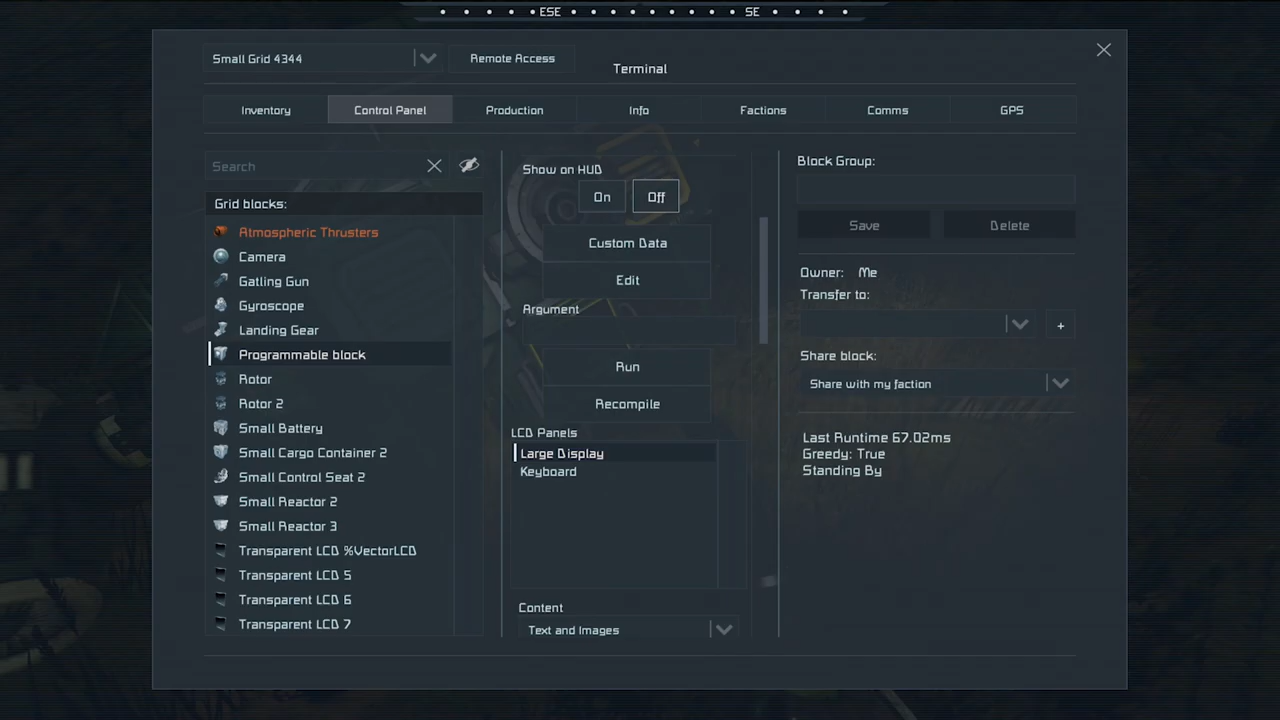 ESE SE
Small Grid 4344
Remote Access
Terminal
Inventory
Control Panel
Production
Info
Factions
Comms
GPS
Search
Grid blocks:
Atmospheric Thrusters
Camera
Gatling Gun
Gyroscope
Landing Gear
Programmable block
Rotor
Rotor 2
Small Battery
Small Cargo Container 2
Small Control Seat 2
Small Reactor 2
Small Reactor 3
Transparent LCD %VectorLCD
Transparent LCD 5
Transparent LCD 6
Transparent LCD 7
Show on HUD
On
Off
Custom Data
Edit
Argument
Run
Recompile
LCD Panels
Large Display
Keyboard
Content
Text and Images
Block Group:
Save
Delete
Owner: Me
Transfer to:
+
Share block:
Share with my faction
Last Runtime 67.02ms
Greedy: True
Standing By